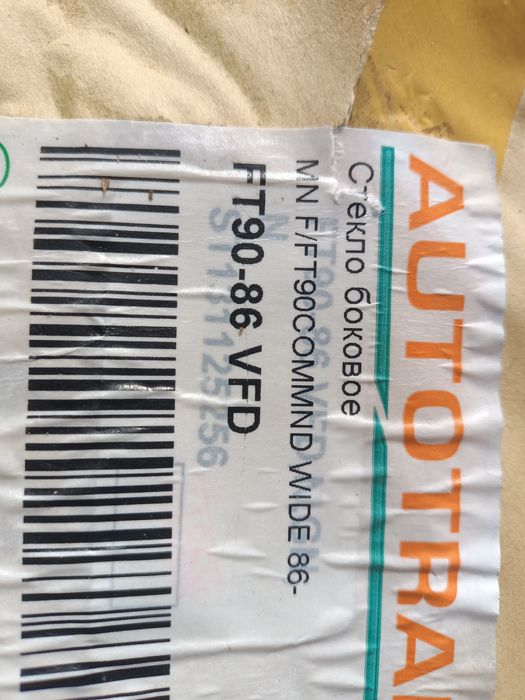 AUTOTRA
Стекло боковое
MN F/FT90COMMND WIDE 86-
FT90-86 VFD